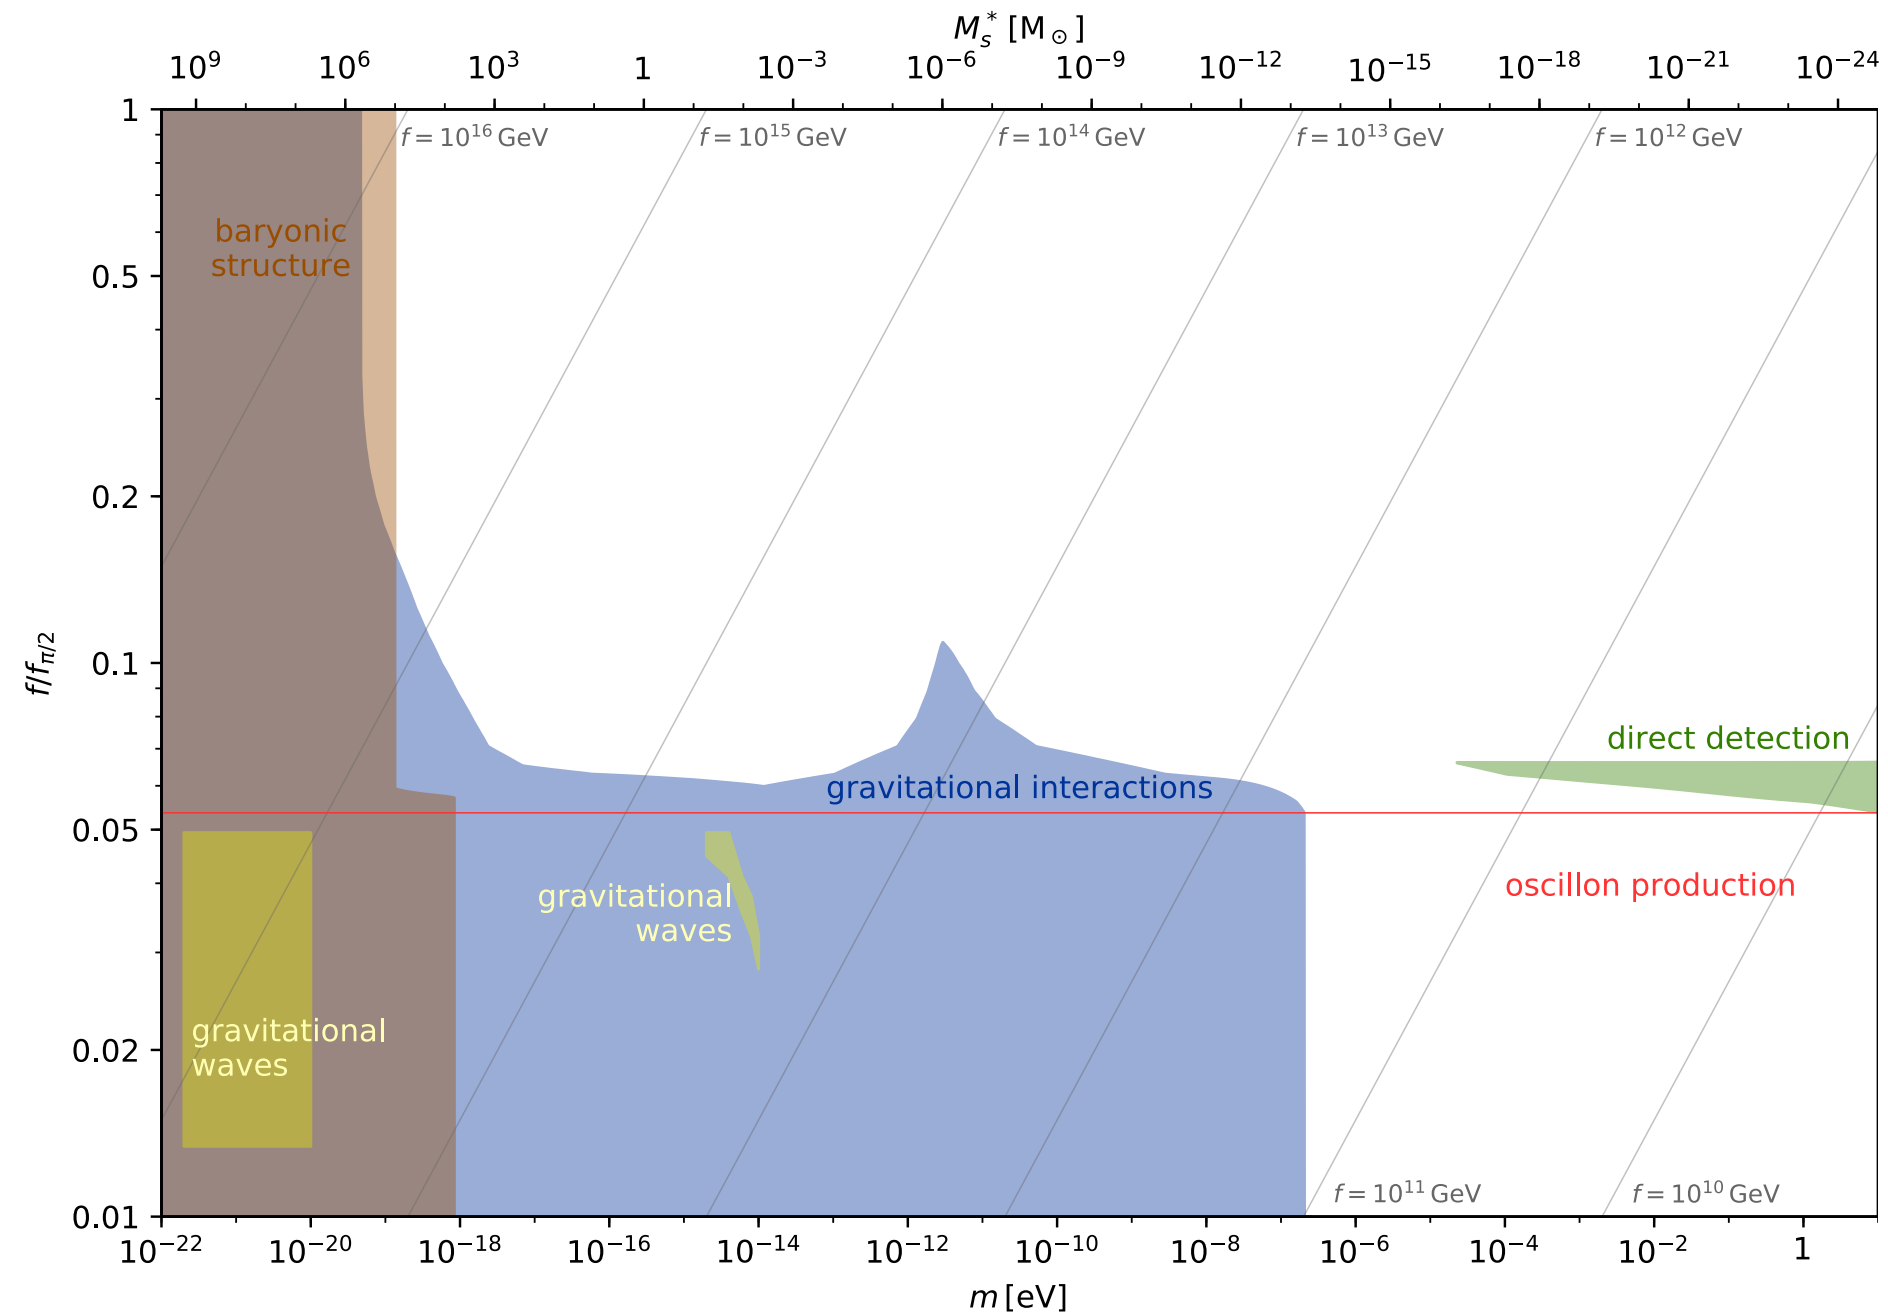 M_s^* [M_⊙]
10^9 10^6 10^3 1 10^−3 10^−6 10^−9 10^−12 10^−15 10^−18 10^−21 10^−24
f = 10^16 GeV f = 10^15 GeV f = 10^14 GeV f = 10^13 GeV f = 10^12 GeV
1
0.5
0.2
0.1
0.05
0.02
0.01
f/f_π/2
baryonic
structure
direct detection
gravitational interactions
oscillon production
gravitational
waves
gravitational
waves
f = 10^11 GeV f = 10^10 GeV
10^−22 10^−20 10^−18 10^−16 10^−14 10^−12 10^−10 10^−8 10^−6 10^−4 10^−2 1
m [eV]